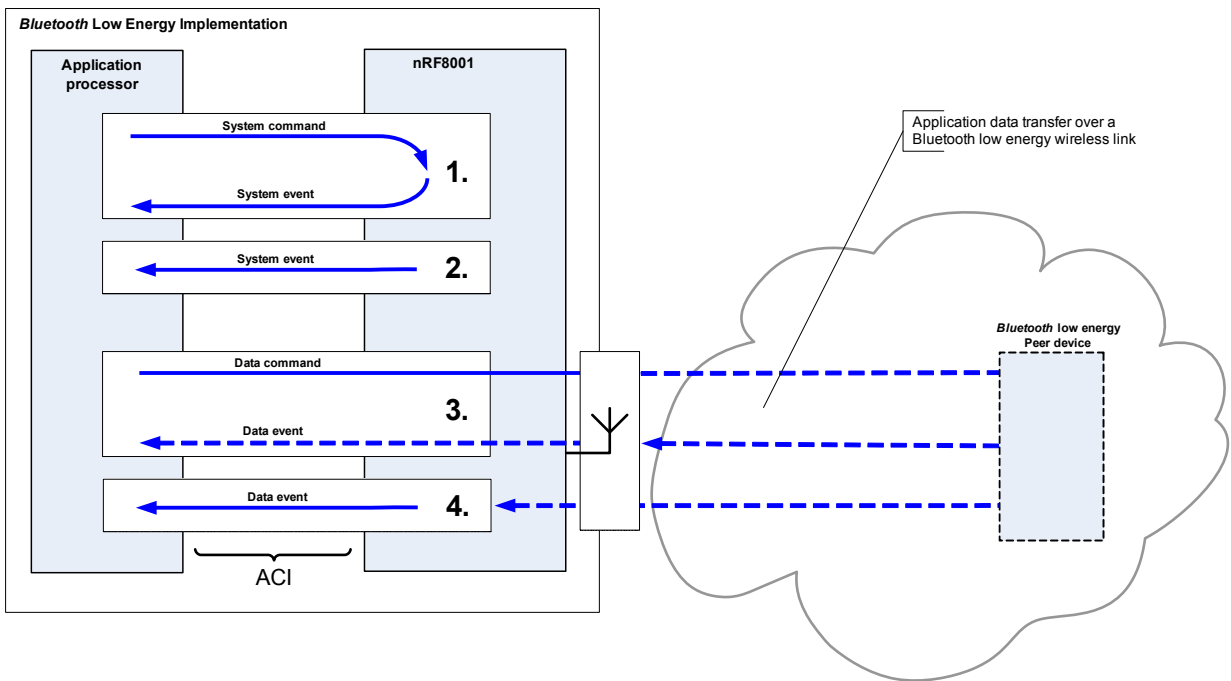 Bluetooth Low Energy Implementation
Application
processor
nRF8001
System command
1.
System event
System event
2.
Data command
3.
Data event
Data event
4.
ACI
Application data transfer over a
Bluetooth low energy wireless link
Bluetooth low energy
Peer device